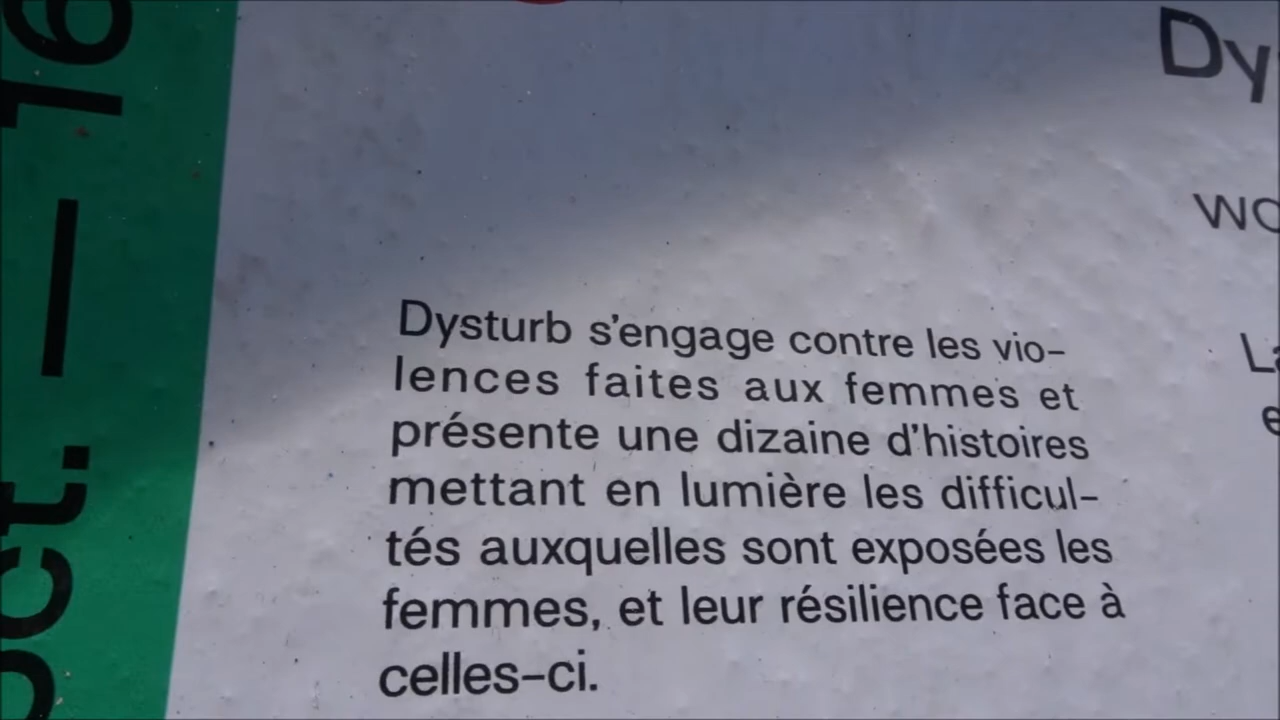 Dysturb s'engage contre les vio-
lences faites aux femmes et
présente une dizaine d'histoires
mettant en lumière les difficul-
tés auxquelles sont exposées les
femmes, et leur résilience face à
celles-ci.